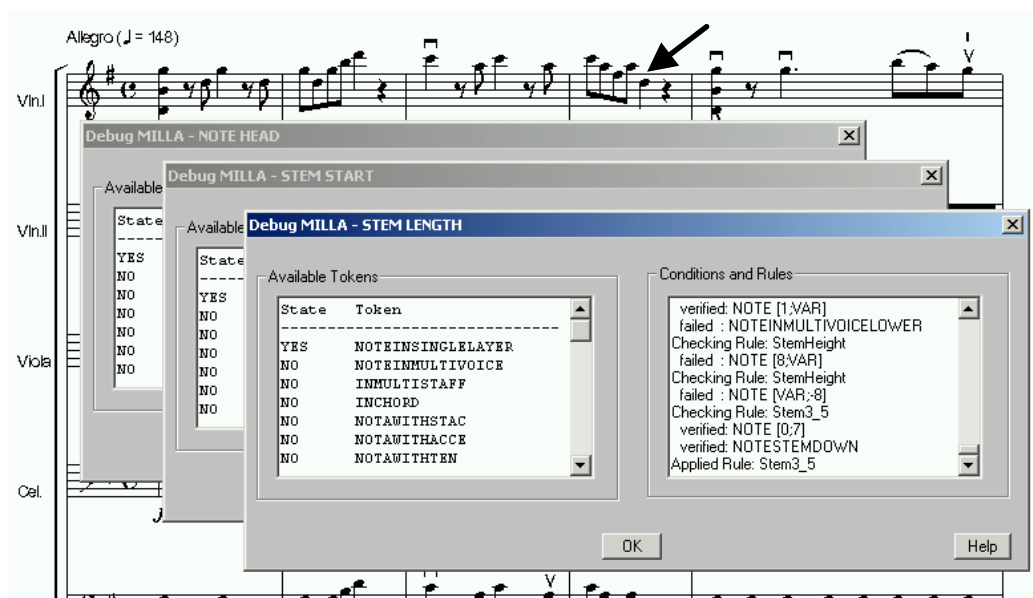 Allegro (♩= 148)
Vln.I
Debug MILLA - NOTE HEAD
Available
State
------
YES
NO
NO
NO
NO
NO
NO
Debug MILLA - STEM START
Available
State
------
YES
NO
NO
NO
NO
NO
NO
Vln.II
Viola
Cel.
Debug MILLA - STEM LENGTH
Available Tokens
State Token
------------------------------
YES NOTEINSINGLELAYER
NO NOTEINMULTIVOICE
NO INMULTISTAFF
NO INCHORD
NO NOTAWITHSTAC
NO NOTAWITHACCE
NO NOTAWITHTEN
Conditions and Rules
verified: NOTE [1;VAR]
failed : NOTEINMULTIVOICELOWER
Checking Rule: StemHeight
failed : NOTE [8;VAR]
Checking Rule: StemHeight
failed : NOTE [VAR;-8]
Checking Rule: Stem3_5
verified: NOTE [0;7]
verified: NOTESTEMDOWN
Applied Rule: Stem3_5
OK
Help